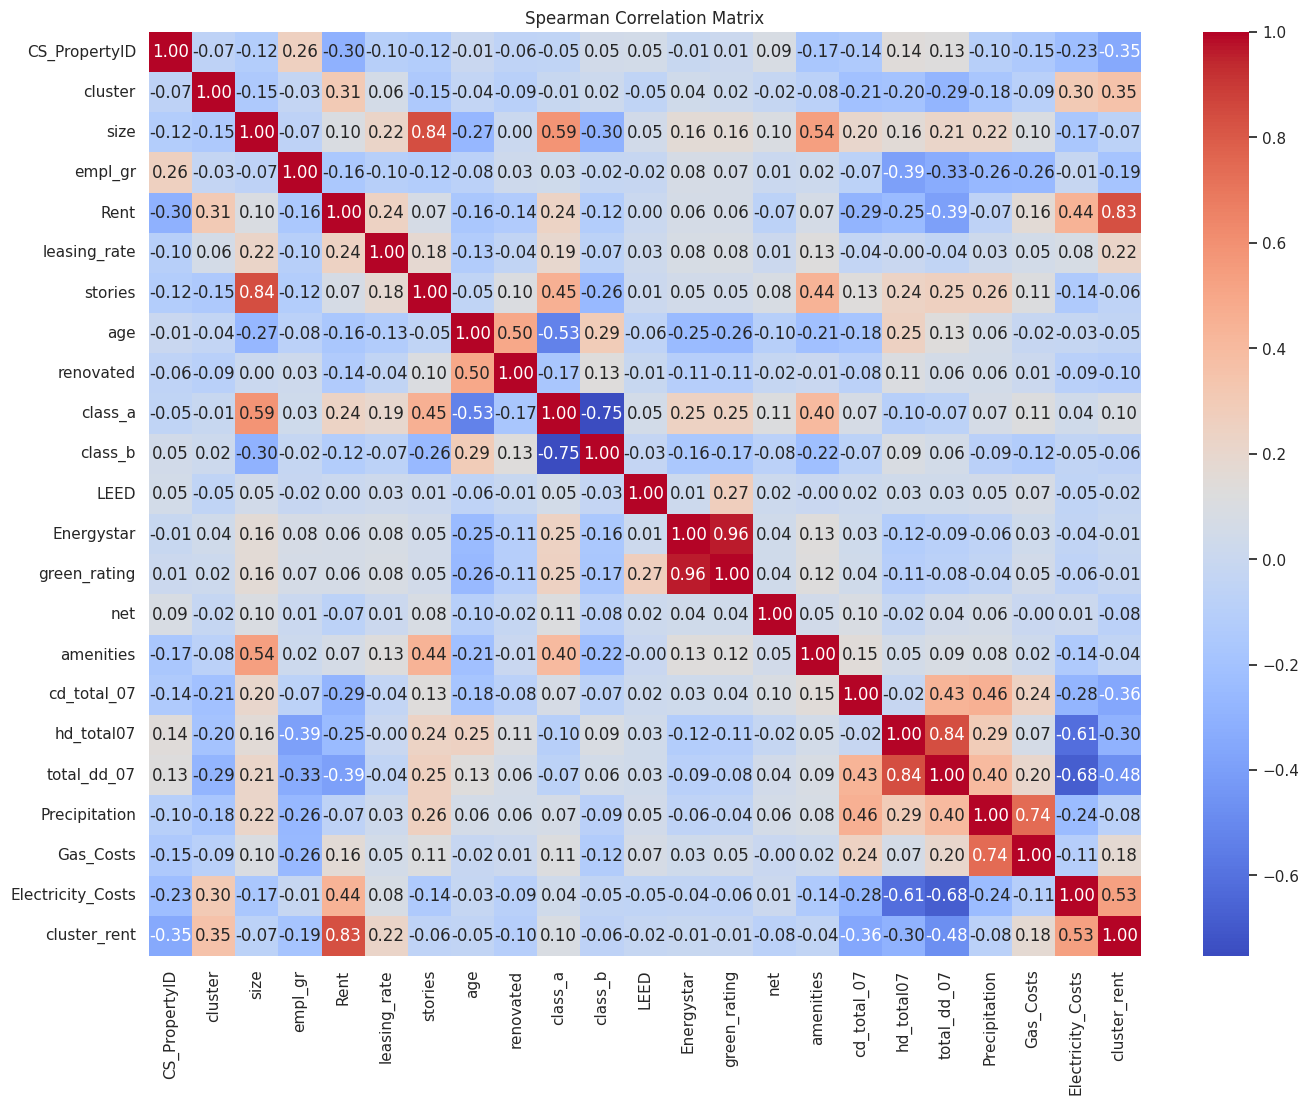 Spearman Correlation Matrix
CS_PropertyID 1.00 -0.07 -0.12 0.26 -0.30 -0.10 -0.12 -0.01 -0.06 -0.05 0.05 0.05 -0.01 0.01 0.09 -0.17 -0.14 0.14 0.13 -0.10 -0.15 -0.23 -0.35
cluster -0.07 1.00 -0.15 -0.03 0.31 0.06 -0.15 -0.04 -0.09 -0.01 0.02 -0.05 0.04 0.02 -0.02 -0.08 -0.21 -0.20 -0.29 -0.18 -0.09 0.30 0.35
size -0.12 -0.15 1.00 -0.07 0.10 0.22 0.84 -0.27 0.00 0.59 -0.30 0.05 0.16 0.16 0.10 0.54 0.20 0.16 0.21 0.22 0.10 -0.17 -0.07
empl_gr 0.26 -0.03 -0.07 1.00 -0.16 -0.10 -0.12 -0.08 0.03 0.03 -0.02 -0.02 0.08 0.07 0.01 0.02 -0.07 -0.39 -0.33 -0.26 -0.26 -0.01 -0.19
Rent -0.30 0.31 0.10 -0.16 1.00 0.24 0.07 -0.16 -0.14 0.24 -0.12 0.00 0.06 0.06 -0.07 0.07 -0.29 -0.25 -0.39 -0.07 0.16 0.44 0.83
leasing_rate -0.10 0.06 0.22 -0.10 0.24 1.00 0.18 -0.13 -0.04 0.19 -0.07 0.03 0.08 0.08 0.01 0.13 -0.04 -0.00 -0.04 0.03 0.05 0.08 0.22
stories -0.12 -0.15 0.84 -0.12 0.07 0.18 1.00 -0.05 0.10 0.45 -0.26 0.01 0.05 0.05 0.08 0.44 0.13 0.24 0.25 0.26 0.11 -0.14 -0.06
age -0.01 -0.04 -0.27 -0.08 -0.16 -0.13 -0.05 1.00 0.50 -0.53 0.29 -0.06 -0.25 -0.26 -0.10 -0.21 -0.18 0.25 0.13 0.06 -0.02 -0.03 -0.05
renovated -0.06 -0.09 0.00 0.03 -0.14 -0.04 0.10 0.50 1.00 -0.17 0.13 -0.01 -0.11 -0.11 -0.02 -0.01 -0.08 0.11 0.06 0.06 0.01 -0.09 -0.10
class_a -0.05 -0.01 0.59 0.03 0.24 0.19 0.45 -0.53 -0.17 1.00 -0.75 0.05 0.25 0.25 0.11 0.40 0.07 -0.10 -0.07 0.07 0.11 0.04 0.10
class_b 0.05 0.02 -0.30 -0.02 -0.12 -0.07 -0.26 0.29 0.13 -0.75 1.00 -0.03 -0.16 -0.17 -0.08 -0.22 -0.07 0.09 0.06 -0.09 -0.12 -0.05 -0.06
LEED 0.05 -0.05 0.05 -0.02 0.00 0.03 0.01 -0.06 -0.01 0.05 -0.03 1.00 0.01 0.27 0.02 -0.00 0.02 0.03 0.03 0.05 0.07 -0.05 -0.02
Energystar -0.01 0.04 0.16 0.08 0.06 0.08 0.05 -0.25 -0.11 0.25 -0.16 0.01 1.00 0.96 0.04 0.13 0.03 -0.12 -0.09 -0.06 0.03 -0.04 -0.01
green_rating 0.01 0.02 0.16 0.07 0.06 0.08 0.05 -0.26 -0.11 0.25 -0.17 0.27 0.96 1.00 0.04 0.12 0.04 -0.11 -0.08 -0.04 0.05 -0.06 -0.01
net 0.09 -0.02 0.10 0.01 -0.07 0.01 0.08 -0.10 -0.02 0.11 -0.08 0.02 0.04 0.04 1.00 0.05 0.10 -0.02 0.04 0.06 -0.00 0.01 -0.08
amenities -0.17 -0.08 0.54 0.02 0.07 0.13 0.44 -0.21 -0.01 0.40 -0.22 -0.00 0.13 0.12 0.05 1.00 0.15 0.05 0.09 0.08 0.02 -0.14 -0.04
cd_total_07 -0.14 -0.21 0.20 -0.07 -0.29 -0.04 0.13 -0.18 -0.08 0.07 -0.07 0.02 0.03 0.04 0.10 0.15 1.00 -0.02 0.43 0.46 0.24 -0.28 -0.36
hd_total07 0.14 -0.20 0.16 -0.39 -0.25 -0.00 0.24 0.25 0.11 -0.10 0.09 0.03 -0.12 -0.11 -0.02 0.05 -0.02 1.00 0.84 0.29 0.07 -0.61 -0.30
total_dd_07 0.13 -0.29 0.21 -0.33 -0.39 -0.04 0.25 0.13 0.06 -0.07 0.06 0.03 -0.09 -0.08 0.04 0.09 0.43 0.84 1.00 0.40 0.20 -0.68 -0.48
Precipitation -0.10 -0.18 0.22 -0.26 -0.07 0.03 0.26 0.06 0.06 0.07 -0.09 0.05 -0.06 -0.04 0.06 0.08 0.46 0.29 0.40 1.00 0.74 -0.24 -0.08
Gas_Costs -0.15 -0.09 0.10 -0.26 0.16 0.05 0.11 -0.02 0.01 0.11 -0.12 0.07 0.03 0.05 -0.00 0.02 0.24 0.07 0.20 0.74 1.00 -0.11 0.18
Electricity_Costs -0.23 0.30 -0.17 -0.01 0.44 0.08 -0.14 -0.03 -0.09 0.04 -0.05 -0.05 -0.04 -0.06 0.01 -0.14 -0.28 -0.61 -0.68 -0.24 -0.11 1.00 0.53
cluster_rent -0.35 0.35 -0.07 -0.19 0.83 0.22 -0.06 -0.05 -0.10 0.10 -0.06 -0.02 -0.01 -0.01 -0.08 -0.04 -0.36 -0.30 -0.48 -0.08 0.18 0.53 1.00
CS_PropertyID
cluster
size
empl_gr
Rent
leasing_rate
stories
age
renovated
class_a
class_b
LEED
Energystar
green_rating
net
amenities
cd_total_07
hd_total07
total_dd_07
Precipitation
Gas_Costs
Electricity_Costs
cluster_rent
1.0
0.8
0.6
0.4
0.2
0.0
−0.2
−0.4
−0.6